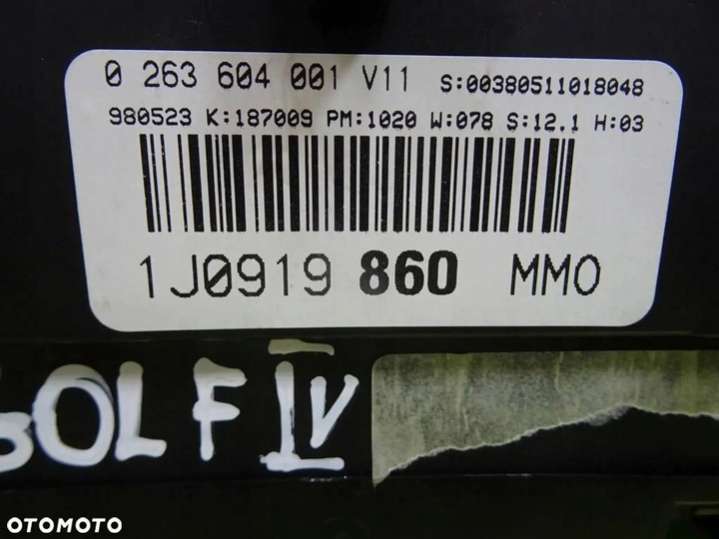 0 263 604 001 V11 S:00380511018048
980523 K:187009 PM:1020 W:078 S:12.1 H:03
1J0919 860 MMO
GOLF IV
OTOMOTO